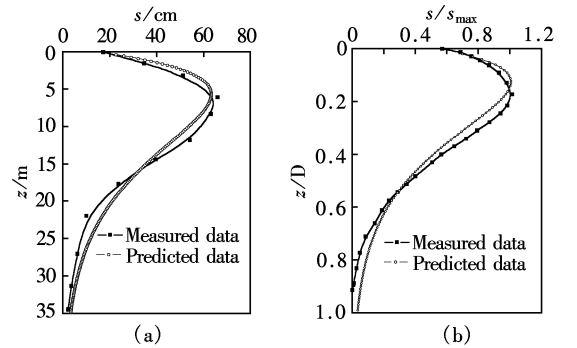 s/cm
0 20 40 60 80
0
5
10
15
20
25
30
35
z/m
Measured data
Predicted data
(a)
s/smax
0 0.4 0.8 1.2
0
0.2
0.4
0.6
0.8
1.0
z/D
Measured data
Predicted data
(b)